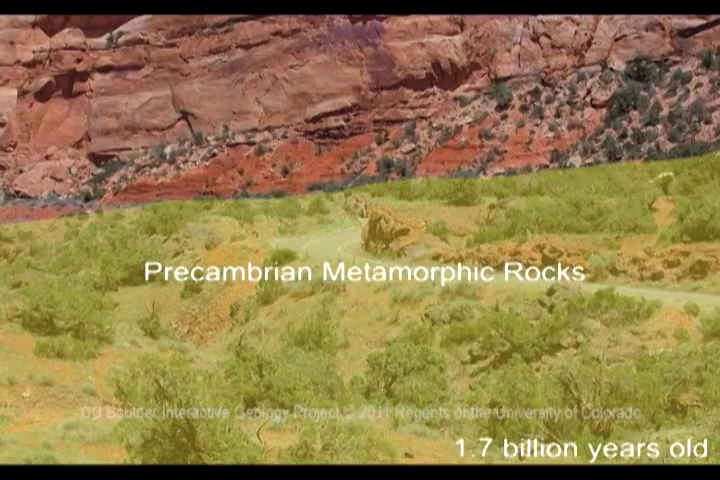 Precambrian Metamorphic Rocks
CU Boulder Interactive Geology Project © 2011 Regents of the University of Colorado
1.7 billion years old